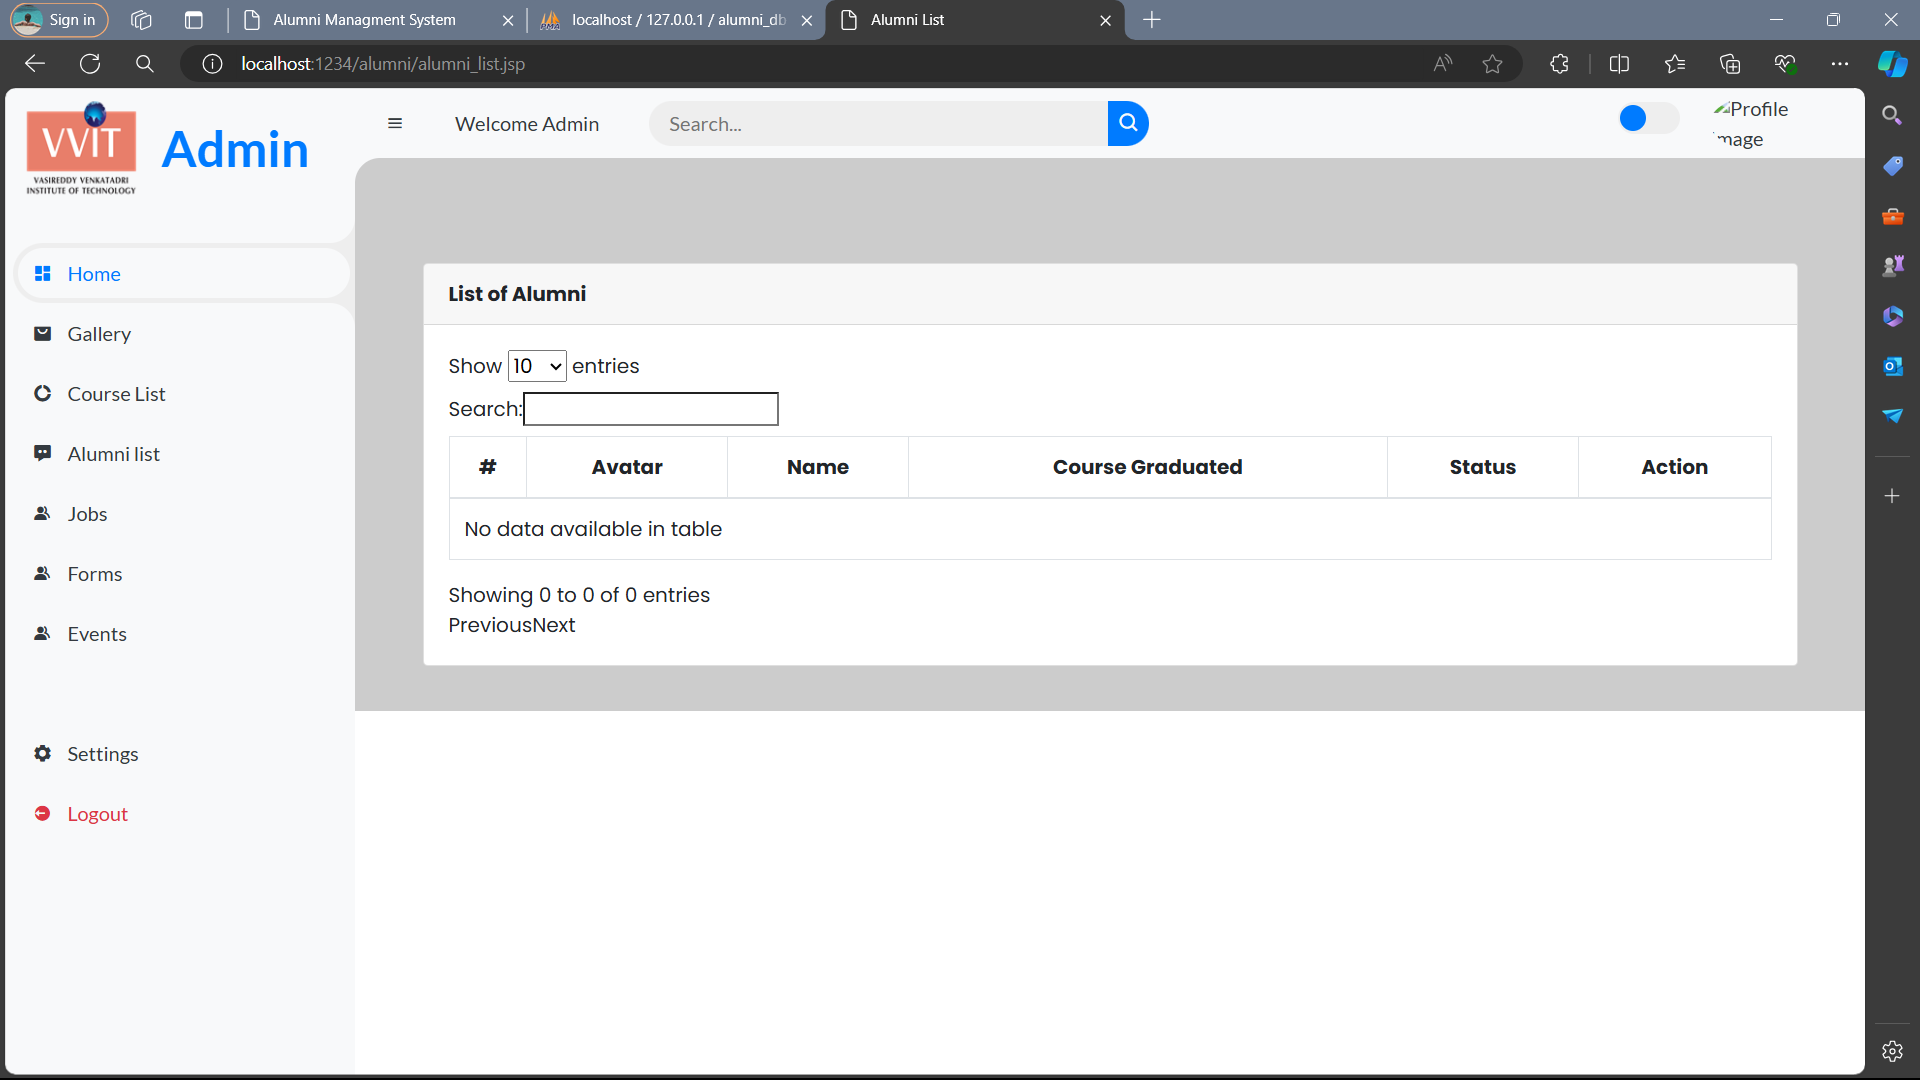 Sign in
Alumni Managment System
localhost / 127.0.0.1 / alumni_db
Alumni List
localhost:1234/alumni/alumni_list.jsp
VVIT
VASIREDDY VENKATADRI
INSTITUTE OF TECHNOLOGY
Admin
Welcome Admin
Search...
Profile
Image
Home
Gallery
Course List
Alumni list
Jobs
Forms
Events
Settings
Logout
List of Alumni
Show 10 entries
Search:
# Avatar Name Course Graduated Status Action
No data available in table
Showing 0 to 0 of 0 entries
PreviousNext